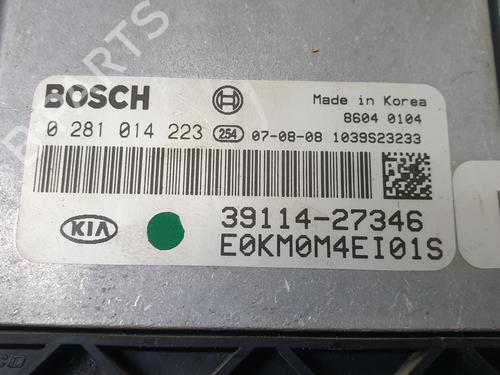 BOSCH
Made in Korea
8604 0104
0 281 014 223 254 07-08-08 1039S23233
KIA
39114-27346
E0KM0M4EI01S
PARTS